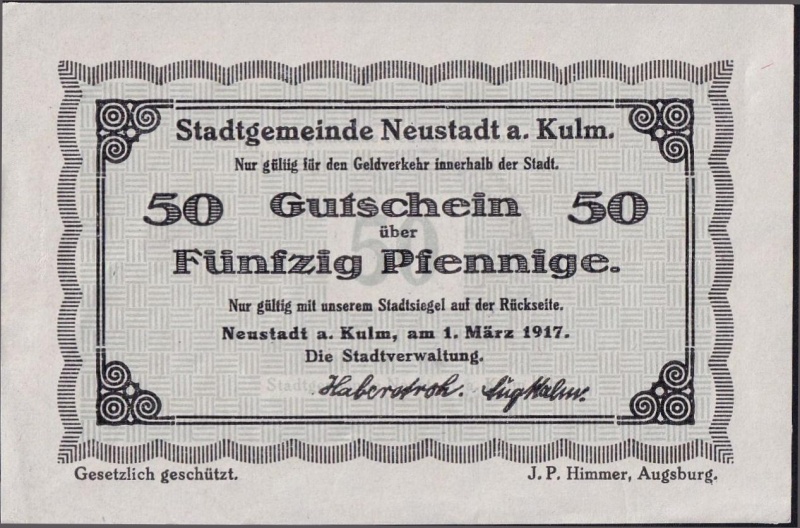 Stadtgemeinde Neustadt a. Kulm.
Nur gültig für den Geldverkehr innerhalb der Stadt.
50 Gutschein 50
über
50
Fünfzig Pfennige.
Nur gültig mit unserem Stadtsiegel auf der Rückseite.
Neustadt a. Kulm, am 1. März 1917.
Die Stadtverwaltung.
Haberstroh.
Gesetzlich geschützt. J. P. Himmer, Augsburg.